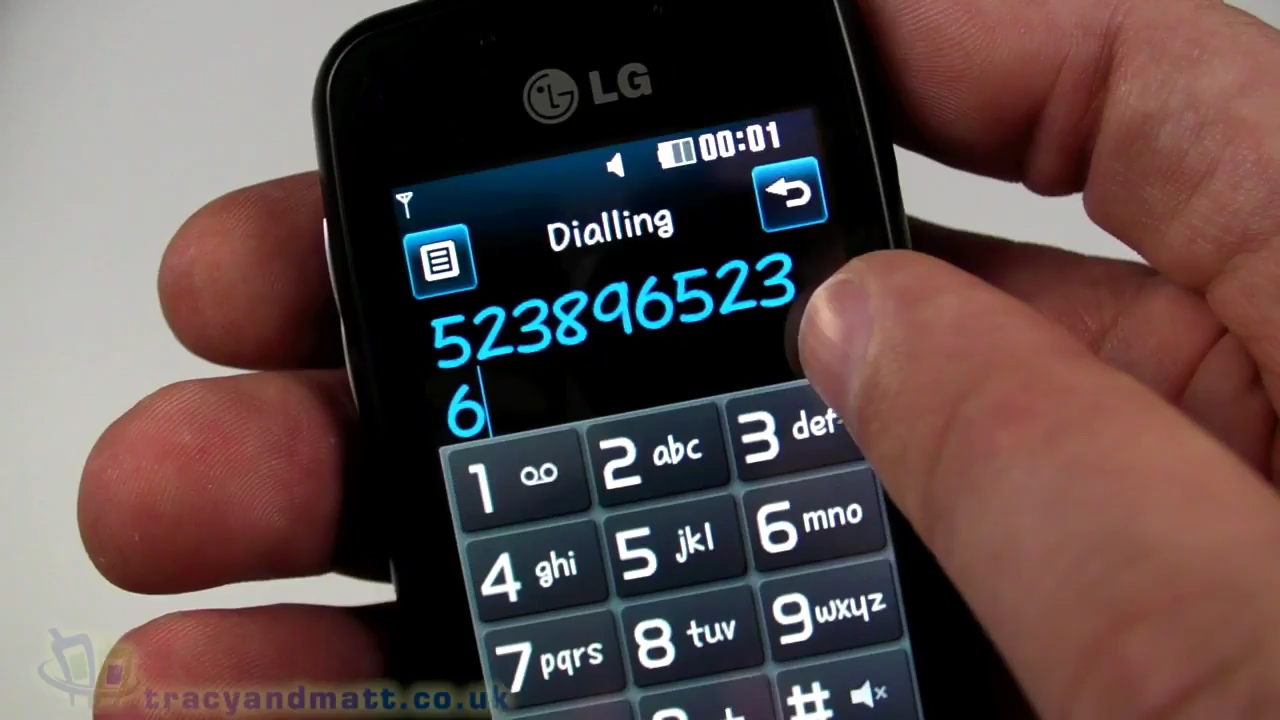 LG
00:01
Dialling
523896523
6
1
2 abc
3 def
4 ghi
5 jkl
6 mno
7 pqrs
8 tuv
9 wxyz
#
tracyandmatt.co.uk